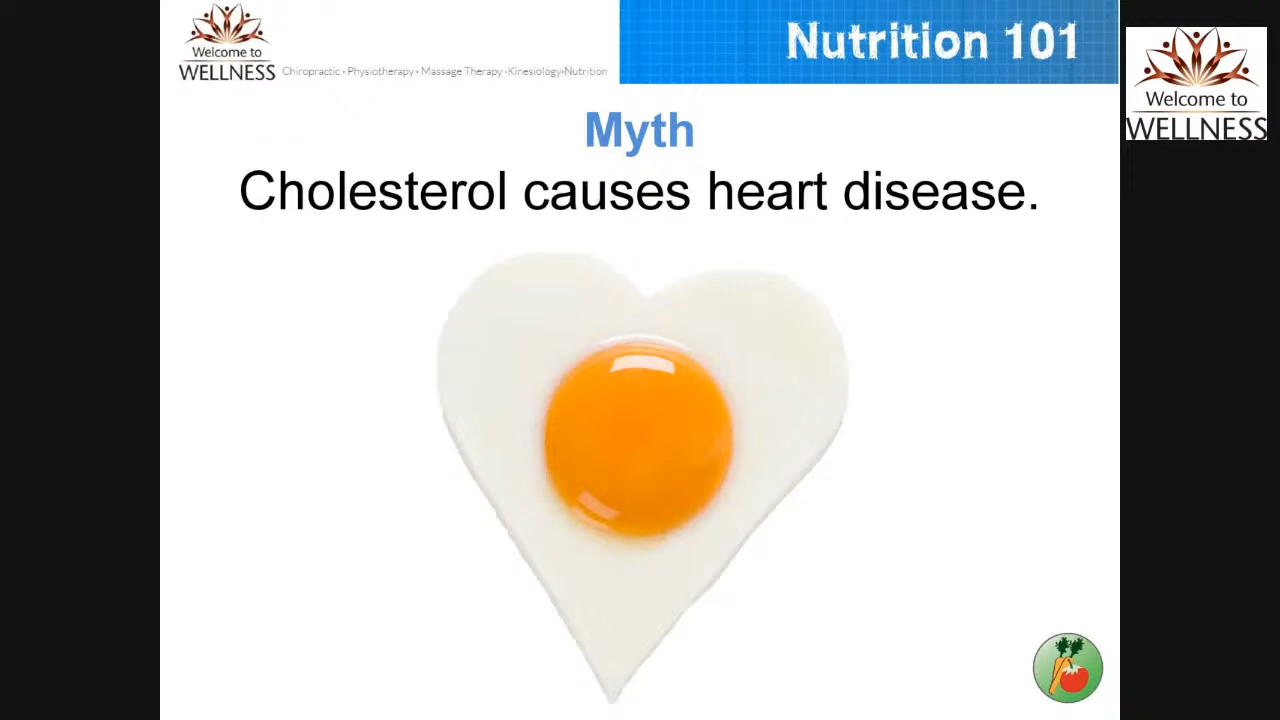 Welcome to
WELLNESS
Chiropractic • Physiotherapy • Massage Therapy •Kinesiology•Nutrition
Nutrition 101
Welcome to
WELLNESS
Myth
Cholesterol causes heart disease.